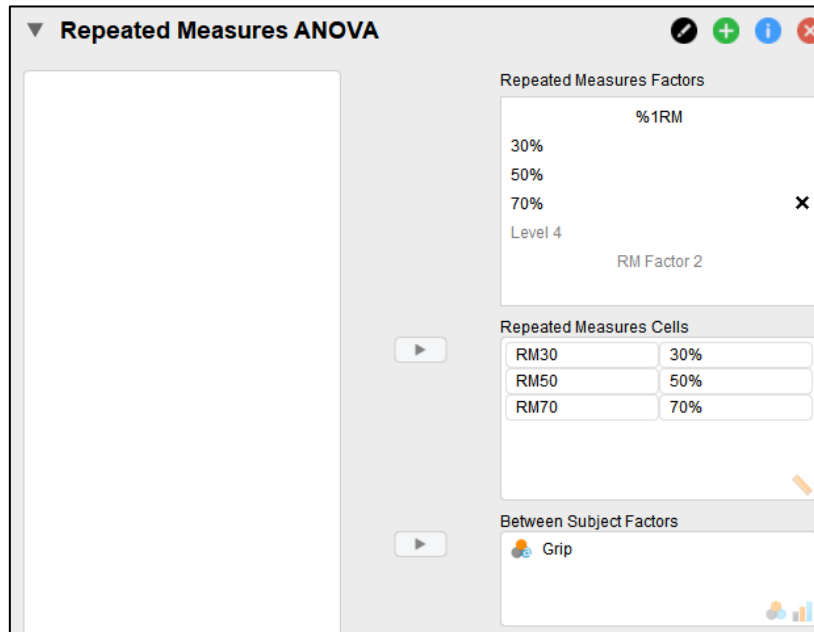 Repeated Measures ANOVA
Repeated Measures Factors
%1RM
30%
50%
70%
Level 4
RM Factor 2
Repeated Measures Cells
RM30 30%
RM50 50%
RM70 70%
Between Subject Factors
Grip